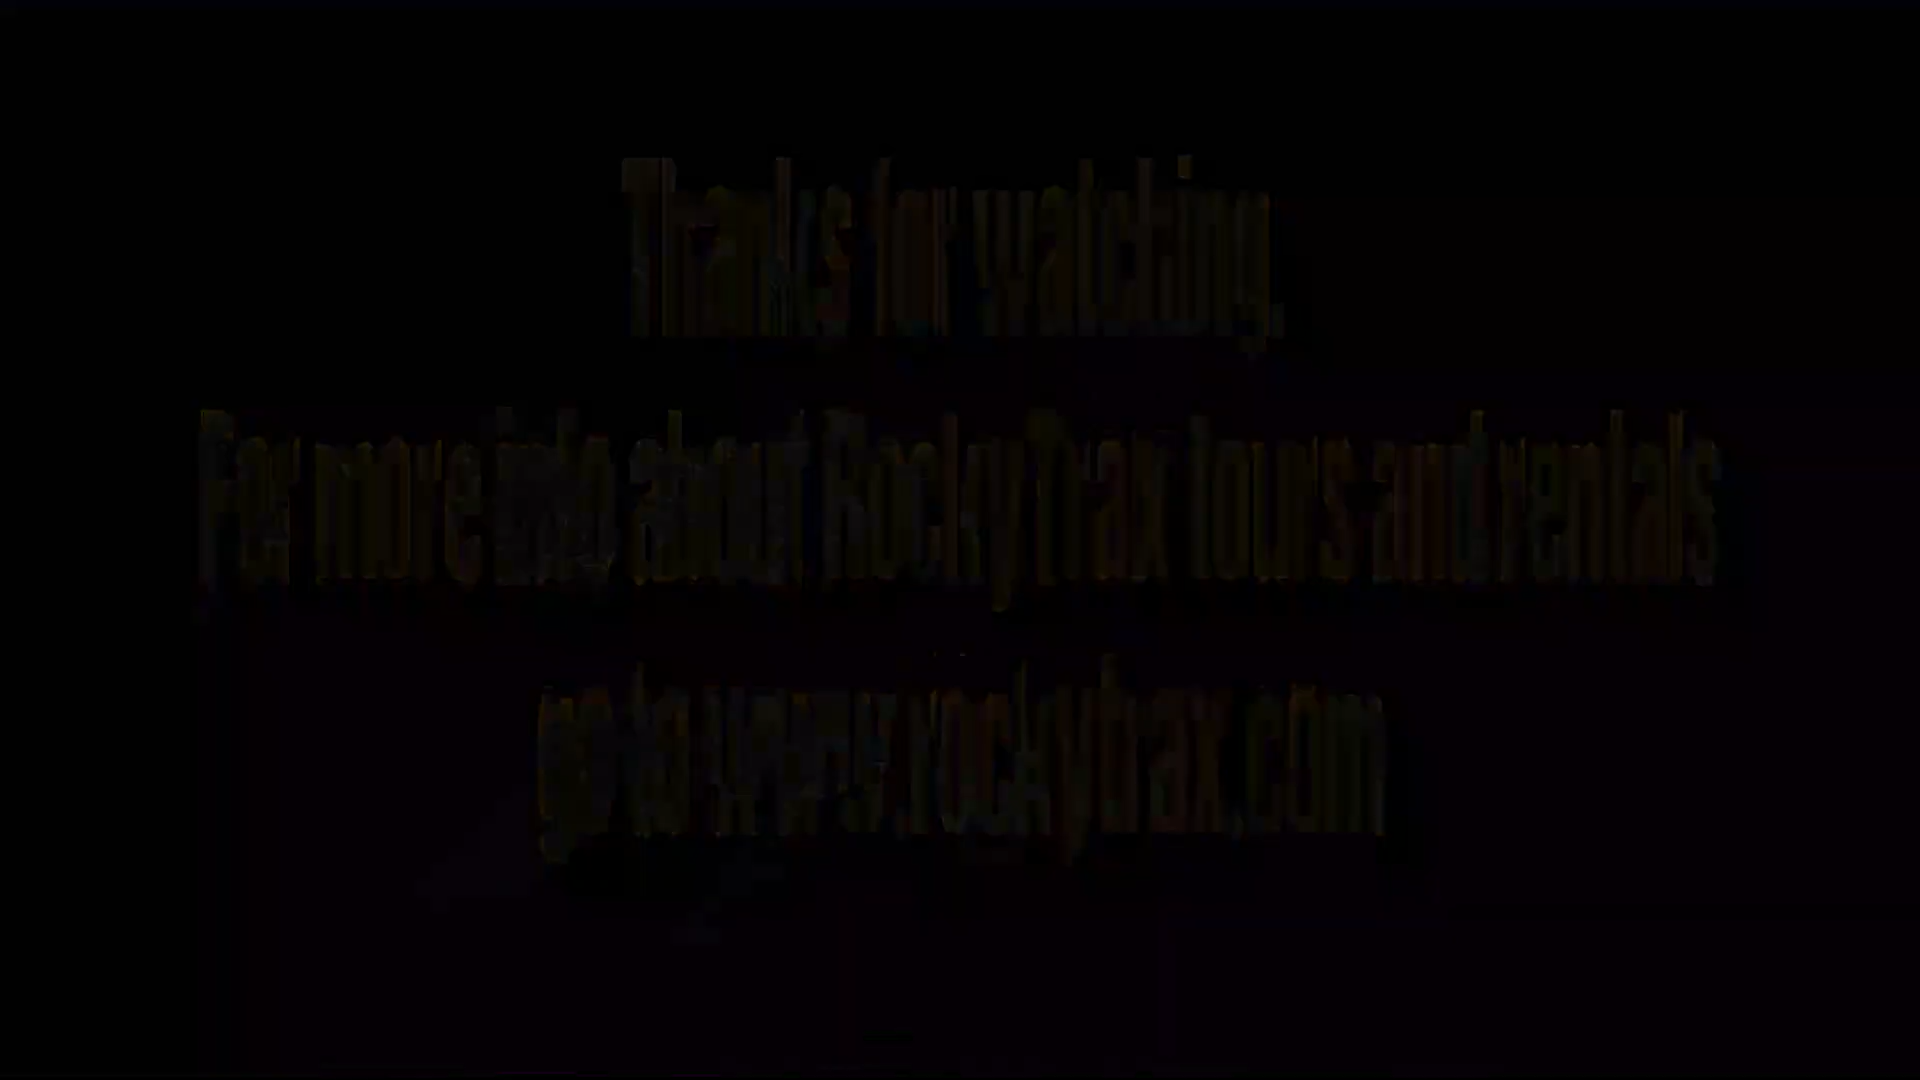 Thanks for watching.
For more info about RockyTrax tours and rentals
go to www.rockytrax.com